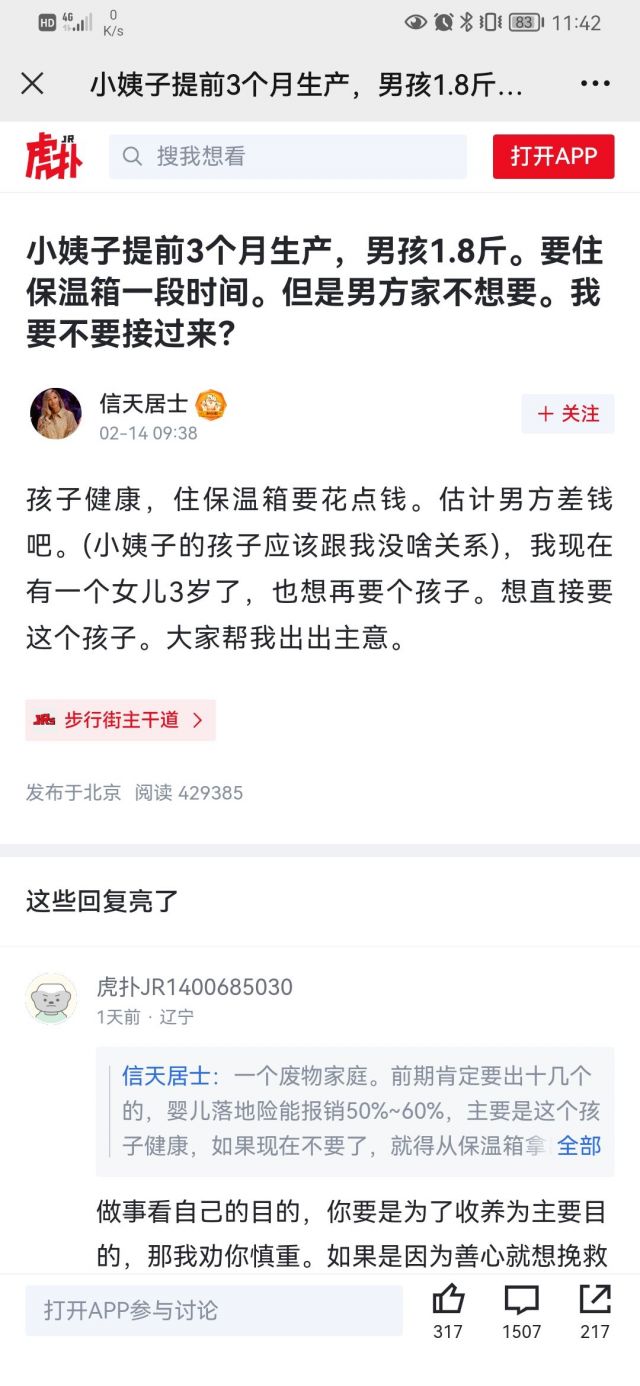 HD 4G 0 K/s 83 11:42
小姨子提前3个月生产，男孩1.8斤…
虎扑 JR 搜我想看 打开APP
小姨子提前3个月生产，男孩1.8斤。要住
保温箱一段时间。但是男方家不想要。我
要不要接过来？
信天居士
02-14 09:38
+ 关注
孩子健康，住保温箱要花点钱。估计男方差钱
吧。(小姨子的孩子应该跟我没啥关系)，我现在
有一个女儿3岁了，也想再要个孩子。想直接要
这个孩子。大家帮我出出主意。
JRs 步行街主干道
发布于北京 阅读 429385
这些回复亮了
虎扑JR1400685030
1天前 · 辽宁
信天居士：一个废物家庭。前期肯定要出十几个
的，婴儿落地险能报销50%~60%，主要是这个孩
子健康，如果现在不要了，就得从保温箱拿 全部
做事看自己的目的，你要是为了收养为主要目
的，那我劝你慎重。如果是因为善心就想挽救
打开APP参与讨论
317 1507 217